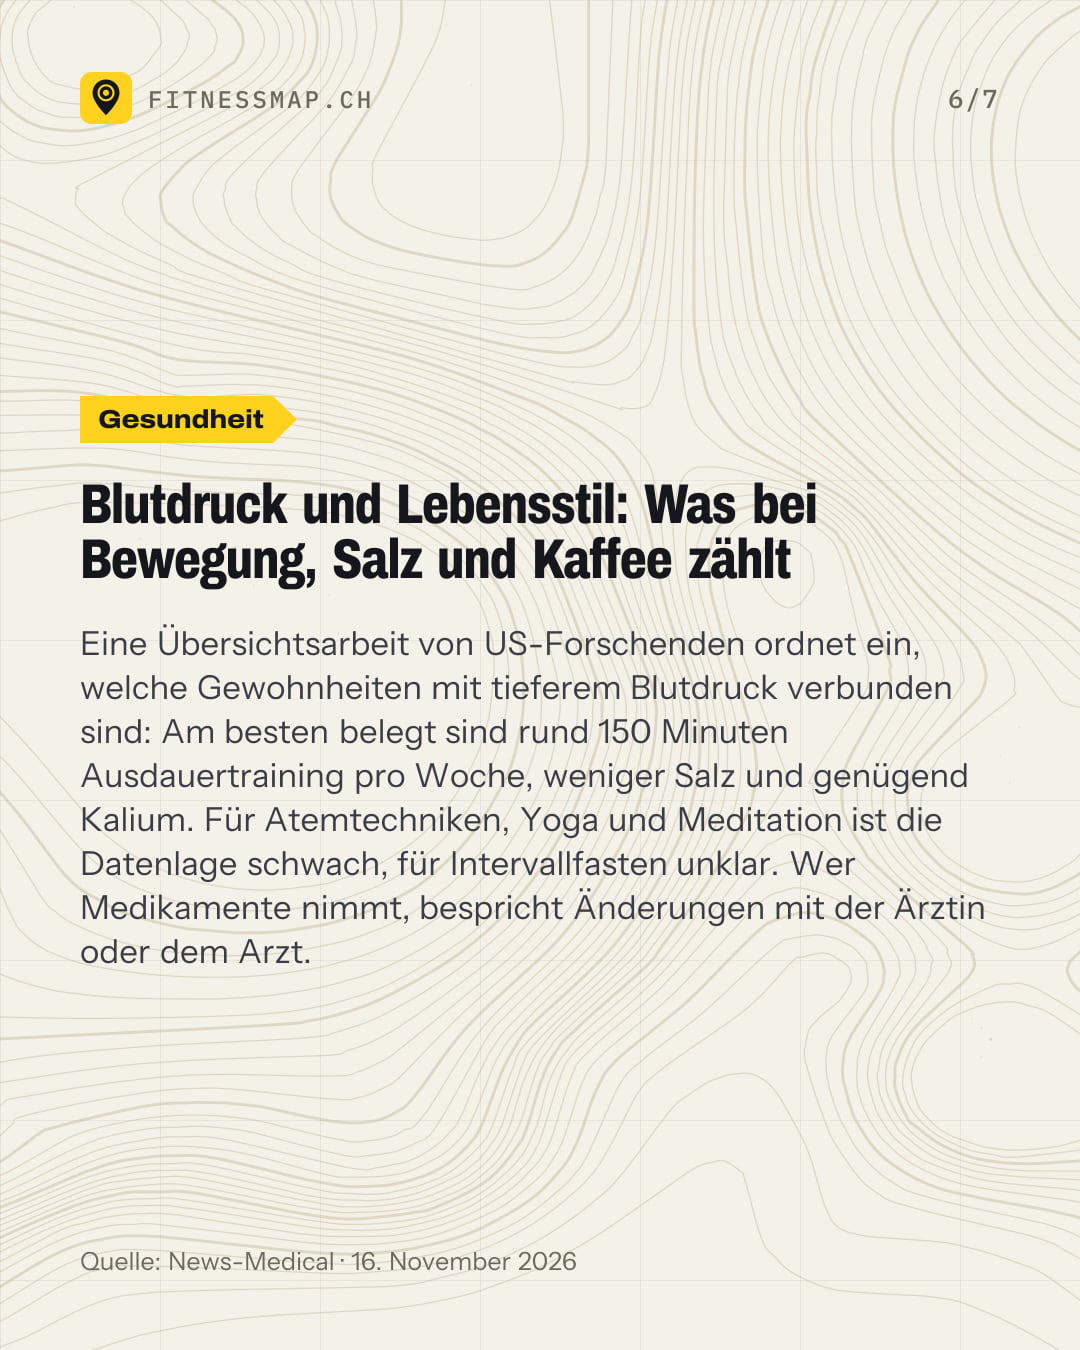 FITNESSMAP.CH
6/7
Gesundheit
Blutdruck und Lebensstil: Was bei
Bewegung, Salz und Kaffee zählt
Eine Übersichtsarbeit von US-Forschenden ordnet ein,
welche Gewohnheiten mit tieferem Blutdruck verbunden
sind: Am besten belegt sind rund 150 Minuten
Ausdauertraining pro Woche, weniger Salz und genügend
Kalium. Für Atemtechniken, Yoga und Meditation ist die
Datenlage schwach, für Intervallfasten unklar. Wer
Medikamente nimmt, bespricht Änderungen mit der Ärztin
oder dem Arzt.
Quelle: News-Medical · 16. November 2026